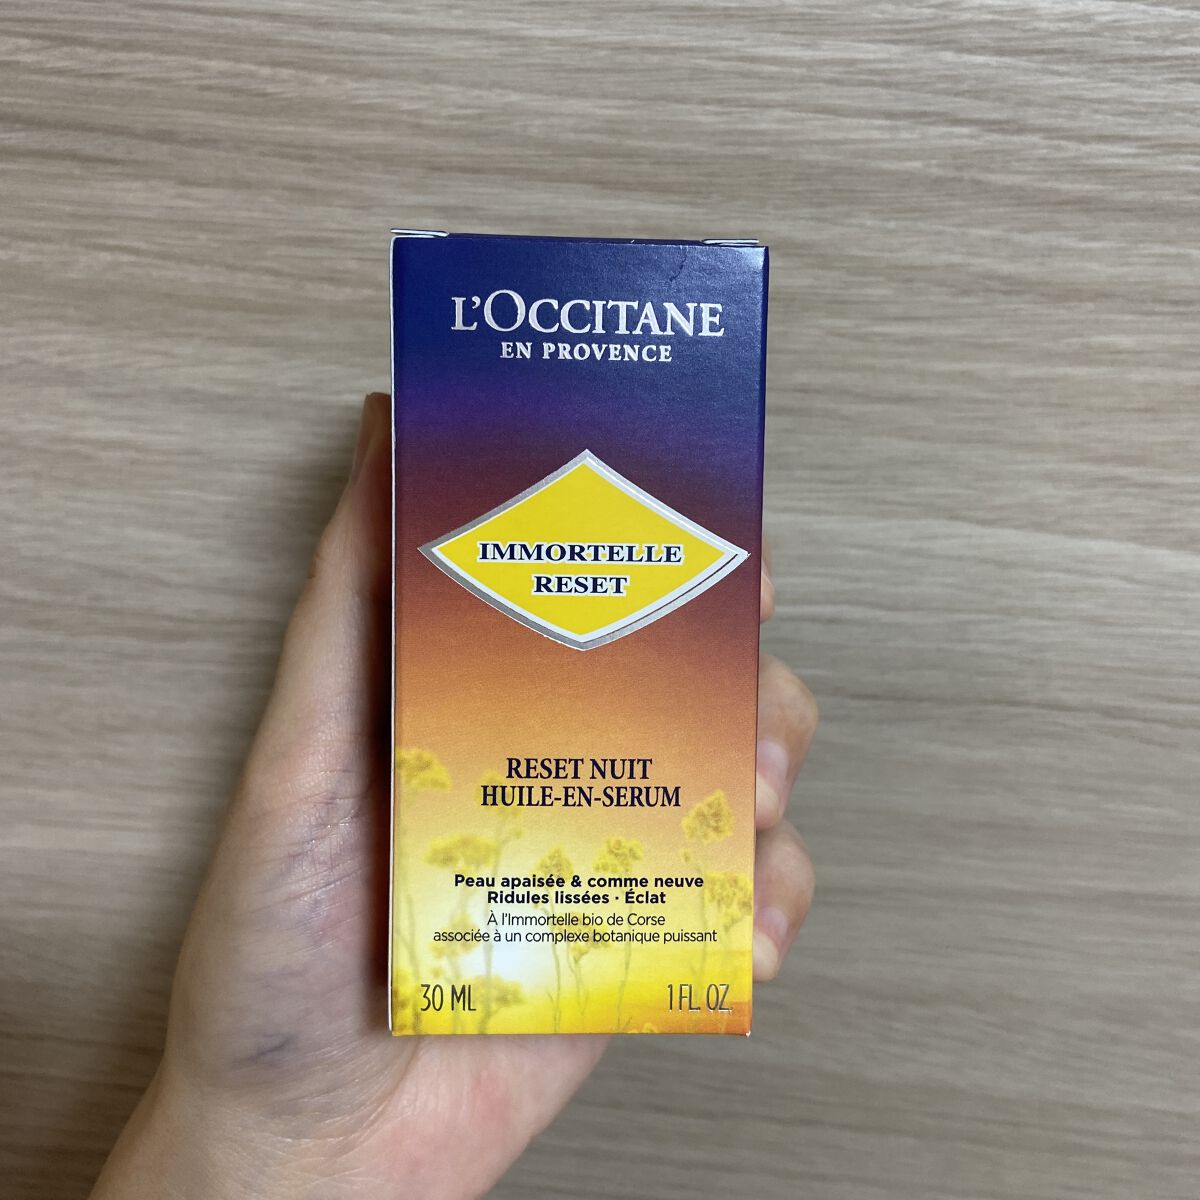 L'OCCITANE
EN PROVENCE
IMMORTELLE
RESET
RESET NUIT
HUILE-EN-SERUM
Peau apaisée & comme neuve
Ridules lissées · Éclat
À l'Immortelle bio de Corse
associée à un complexe botanique puissant
30 ML 1 FL. OZ.